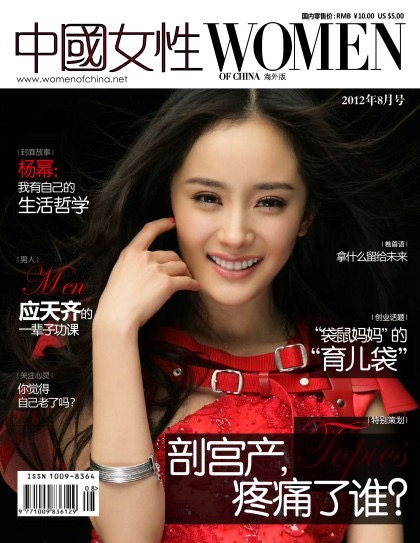 国内零售价:RMB ¥10.00 US $5.00
中國女性 WOMEN
www.womenofchina.net
OF CHINA 海外版
2012年8月号
封面故事
杨幂:
我有自己的
生活哲学
卷首语
拿什么留给未来
男人
Men
应天齐的
一辈子功课
创业话题
“袋鼠妈妈”的
“育儿袋”
关注心灵
你觉得
自己老了吗?
特别策划
Topics
剖宫产,
疼痛了谁?
ISSN 1009-8364
08>
9 771009 836129